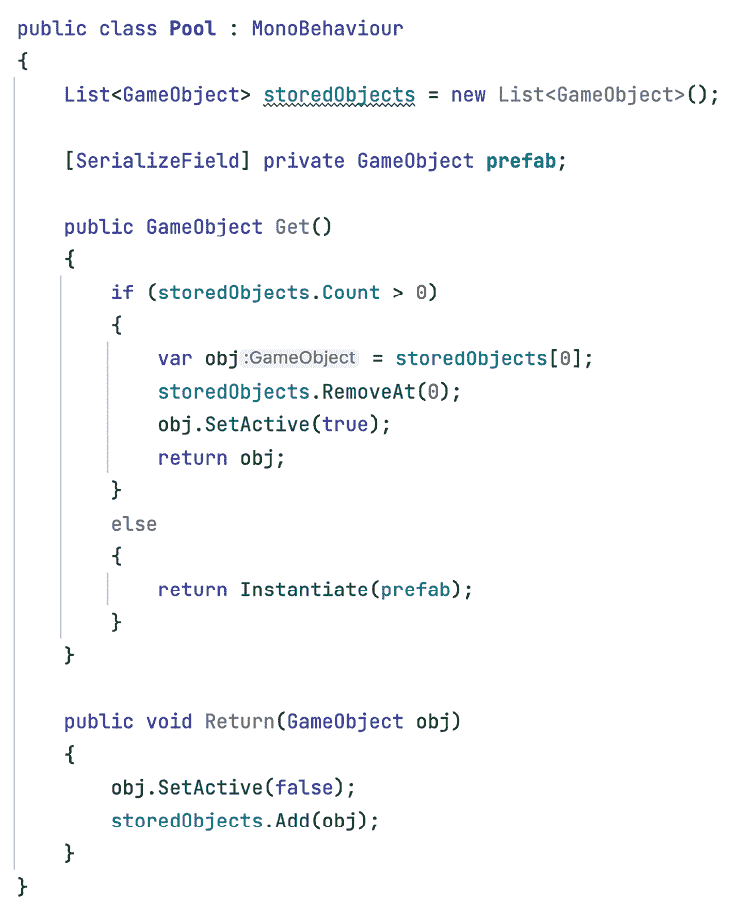 public class Pool : MonoBehaviour
{
    List<GameObject> storedObjects = new List<GameObject>();

    [SerializeField] private GameObject prefab;

    public GameObject Get()
    {
        if (storedObjects.Count > 0)
        {
            var obj :GameObject = storedObjects[0];
            storedObjects.RemoveAt(0);
            obj.SetActive(true);
            return obj;
        }
        else
        {
            return Instantiate(prefab);
        }
    }

    public void Return(GameObject obj)
    {
        obj.SetActive(false);
        storedObjects.Add(obj);
    }
}